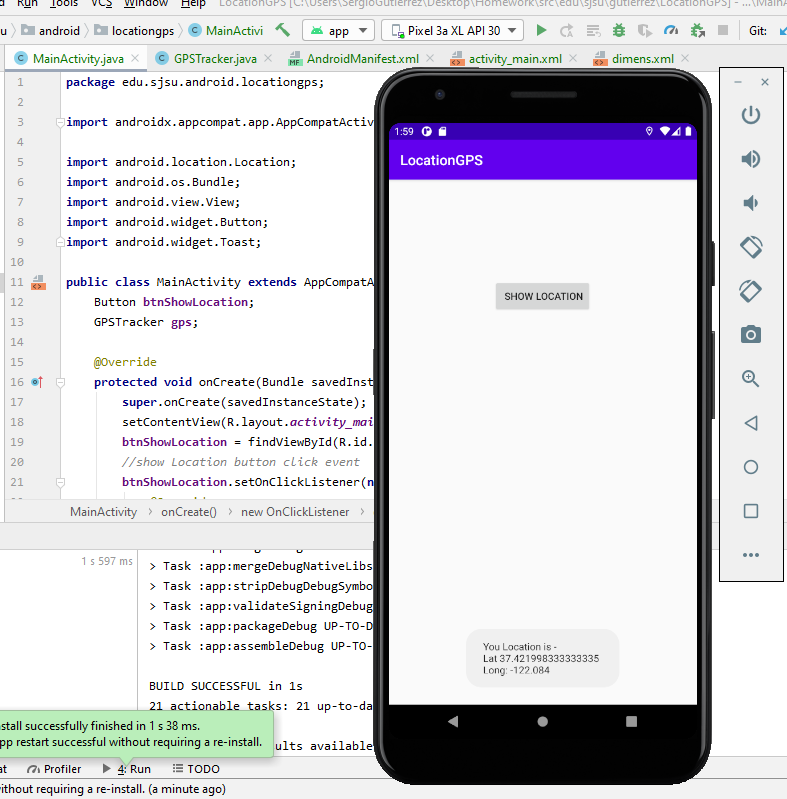 Run Tools VCS Window Help LocationGPS [C:\Users\SergioGutierrez\Desktop\Homework\src\edu\sjsu\gutierrez\LocationGPS] - ...\
android locationgps MainActivi app Pixel 3a XL API 30 Git:
MainActivity.java GPSTracker.java AndroidManifest.xml activity_main.xml dimens.xml
1 package edu.sjsu.android.locationgps;
2
3 import androidx.appcompat.app.AppCompatActiv
4
5 import android.location.Location;
6 import android.os.Bundle;
7 import android.view.View;
8 import android.widget.Button;
9 import android.widget.Toast;
10
11 public class MainActivity extends AppCompatA
12 Button btnShowLocation;
13 GPSTracker gps;
14
15 @Override
16 protected void onCreate(Bundle savedInst
17 super.onCreate(savedInstanceState);
18 setContentView(R.layout.activity_mai
19 btnShowLocation = findViewById(R.id.
20 //show Location button click event
21 btnShowLocation.setOnClickListener(n
MainActivity onCreate() new OnClickListener
1 s 597 ms
> Task :app:mergeDebugNativeLibs
> Task :app:stripDebugDebugSymbo
> Task :app:validateSigningDebug
> Task :app:packageDebug UP-TO-D
> Task :app:assembleDebug UP-TO-
BUILD SUCCESSFUL in 1s
21 actionable tasks: 21 up-to-da
stall successfully finished in 1 s 38 ms.
pp restart successful without requiring a re-install.
ults available
at Profiler 4: Run TODO
ithout requiring a re-install. (a minute ago)
1:59
LocationGPS
SHOW LOCATION
You Location is -
Lat 37.421998333333335
Long: -122.084